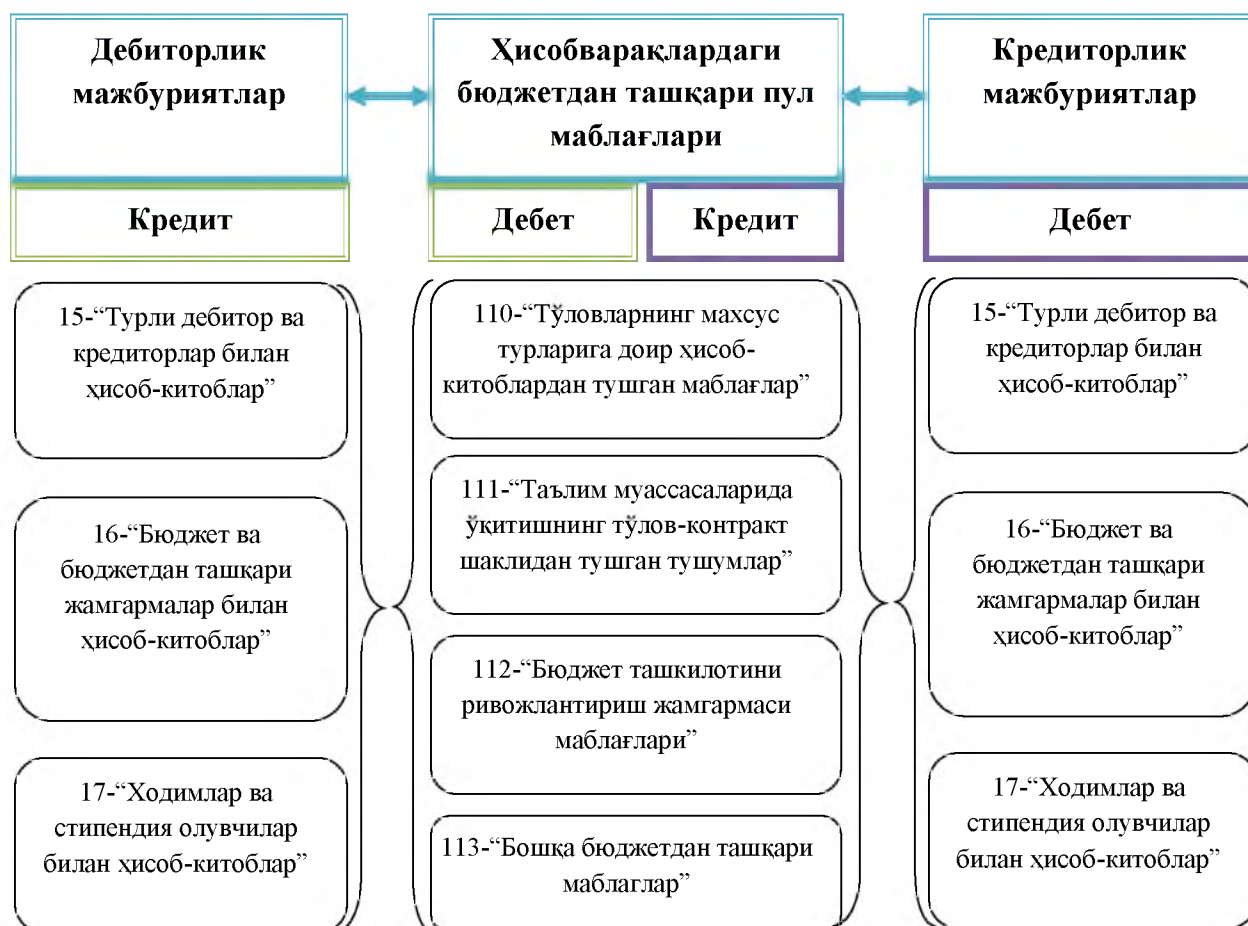 Дебиторлик
мажбуриятлар
Ҳисобварақлардаги
бюджетдан ташқари пул
маблағлари
Кредиторлик
мажбуриятлар
Кредит
Дебет
Кредит
Дебет
15-“Турли дебитор ва
кредиторлар билан
ҳисоб-китоблар”
16-“Бюджет ва
бюджетдан ташқари
жамгармалар билан
ҳисоб-китоблар”
17-“Ходимлар ва
стипендия олувчилар
билан ҳисоб-китоблар”
110-“Тўловларнинг махсус
турларига доир ҳисоб-
китоблардан тушган маблағлар”
111-“Таълим муассасаларида
ўқитишнинг тўлов-контракт
шаклидан тушган тушумлар”
112-“Бюджет ташкилотини
ривожлантириш жамгармаси
маблағлари”
113-“Бошқа бюджетдан ташқари
маблаглар”
15-“Турли дебитор ва
кредиторлар билан
ҳисоб-китоблар”
16-“Бюджет ва
бюджетдан ташқари
жамгармалар билан
ҳисоб-китоблар”
17-“Ходимлар ва
стипендия олувчилар
билан ҳисоб-китоблар”